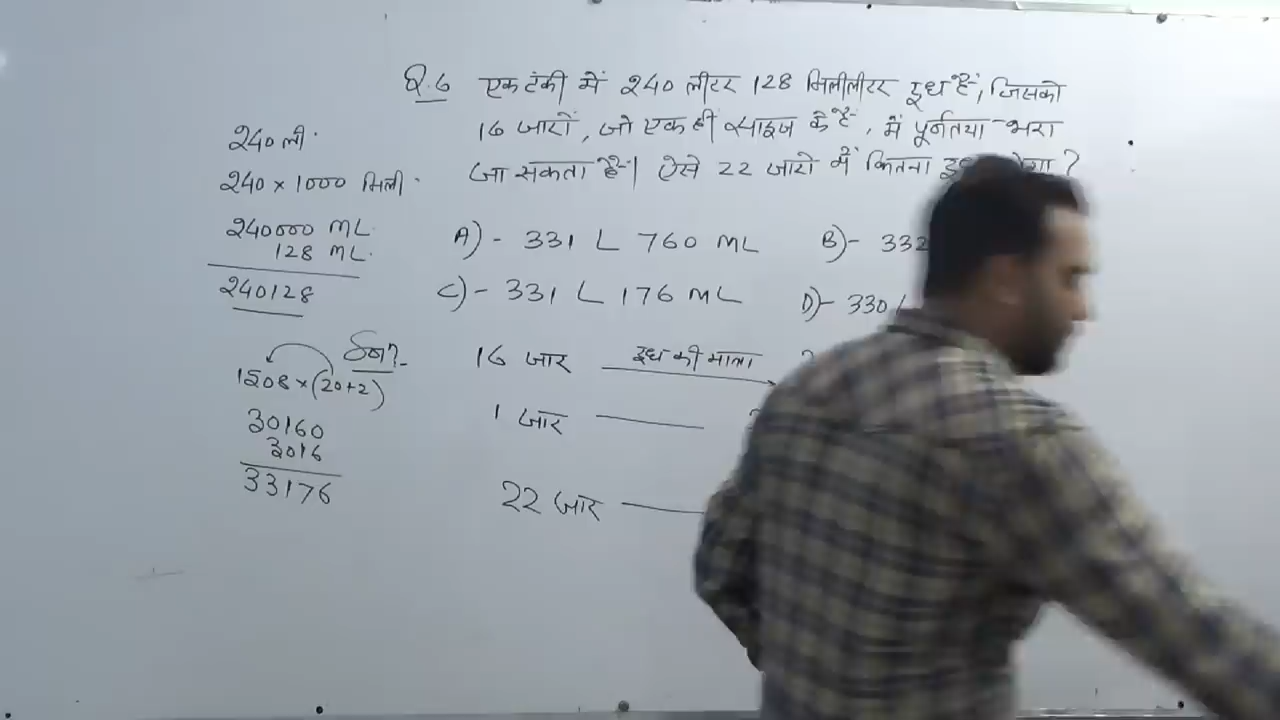 Q.6 एक टंकी में 240 लीटर 128 मिलीलीटर दूध है, जिसको
16 जारों, जो एक ही साइज के है, में पूर्नतया भरा
जा सकता है। ऐसे 22 जारो में कितना ?
A)- 331 L 760 ML B)- 332
C)- 331 L 176 ML D)- 330 L
240 ली.
240 × 1000 मिली.
240000 ML.
128 ML.
240128
1508 × (20+2)
30160
3016
33176
16 जार दूध की मात्रा
1 जार
22 जार